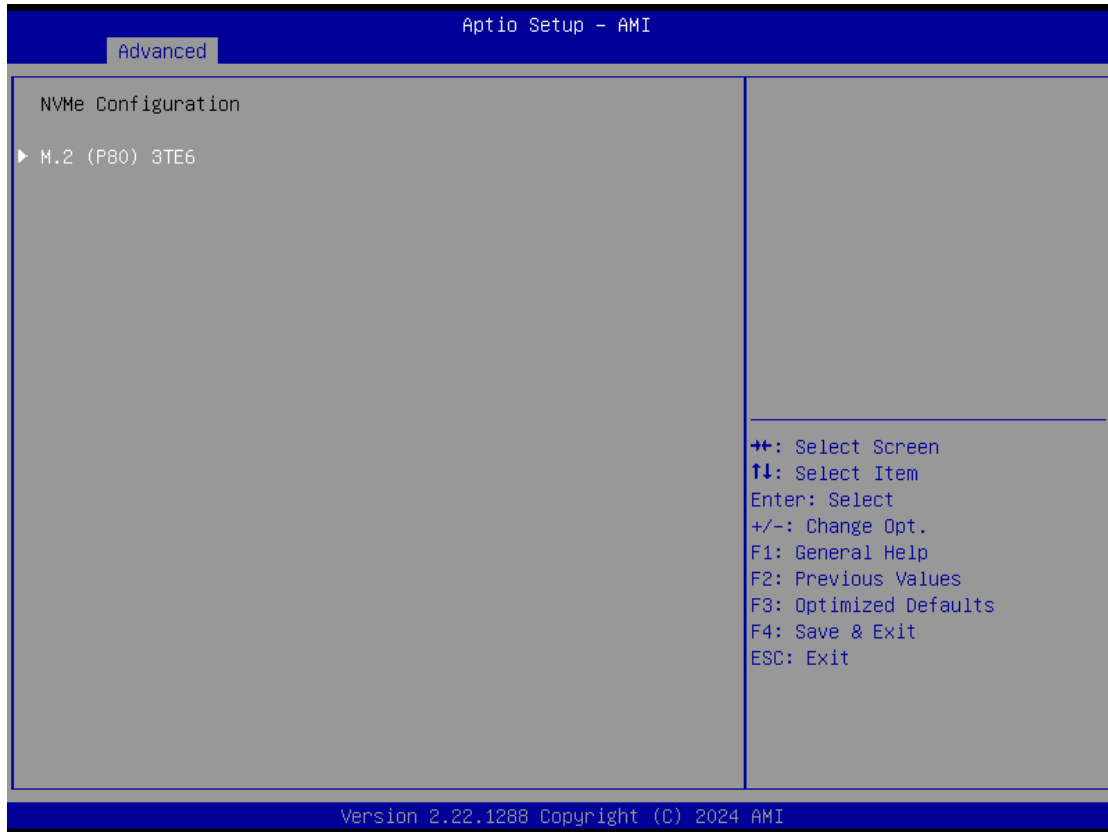 Aptio Setup – AMI
Advanced
NVMe Configuration
▶ M.2 (P80) 3TE6
→←: Select Screen
↑↓: Select Item
Enter: Select
+/-: Change Opt.
F1: General Help
F2: Previous Values
F3: Optimized Defaults
F4: Save & Exit
ESC: Exit
Version 2.22.1288 Copyright (C) 2024 AMI